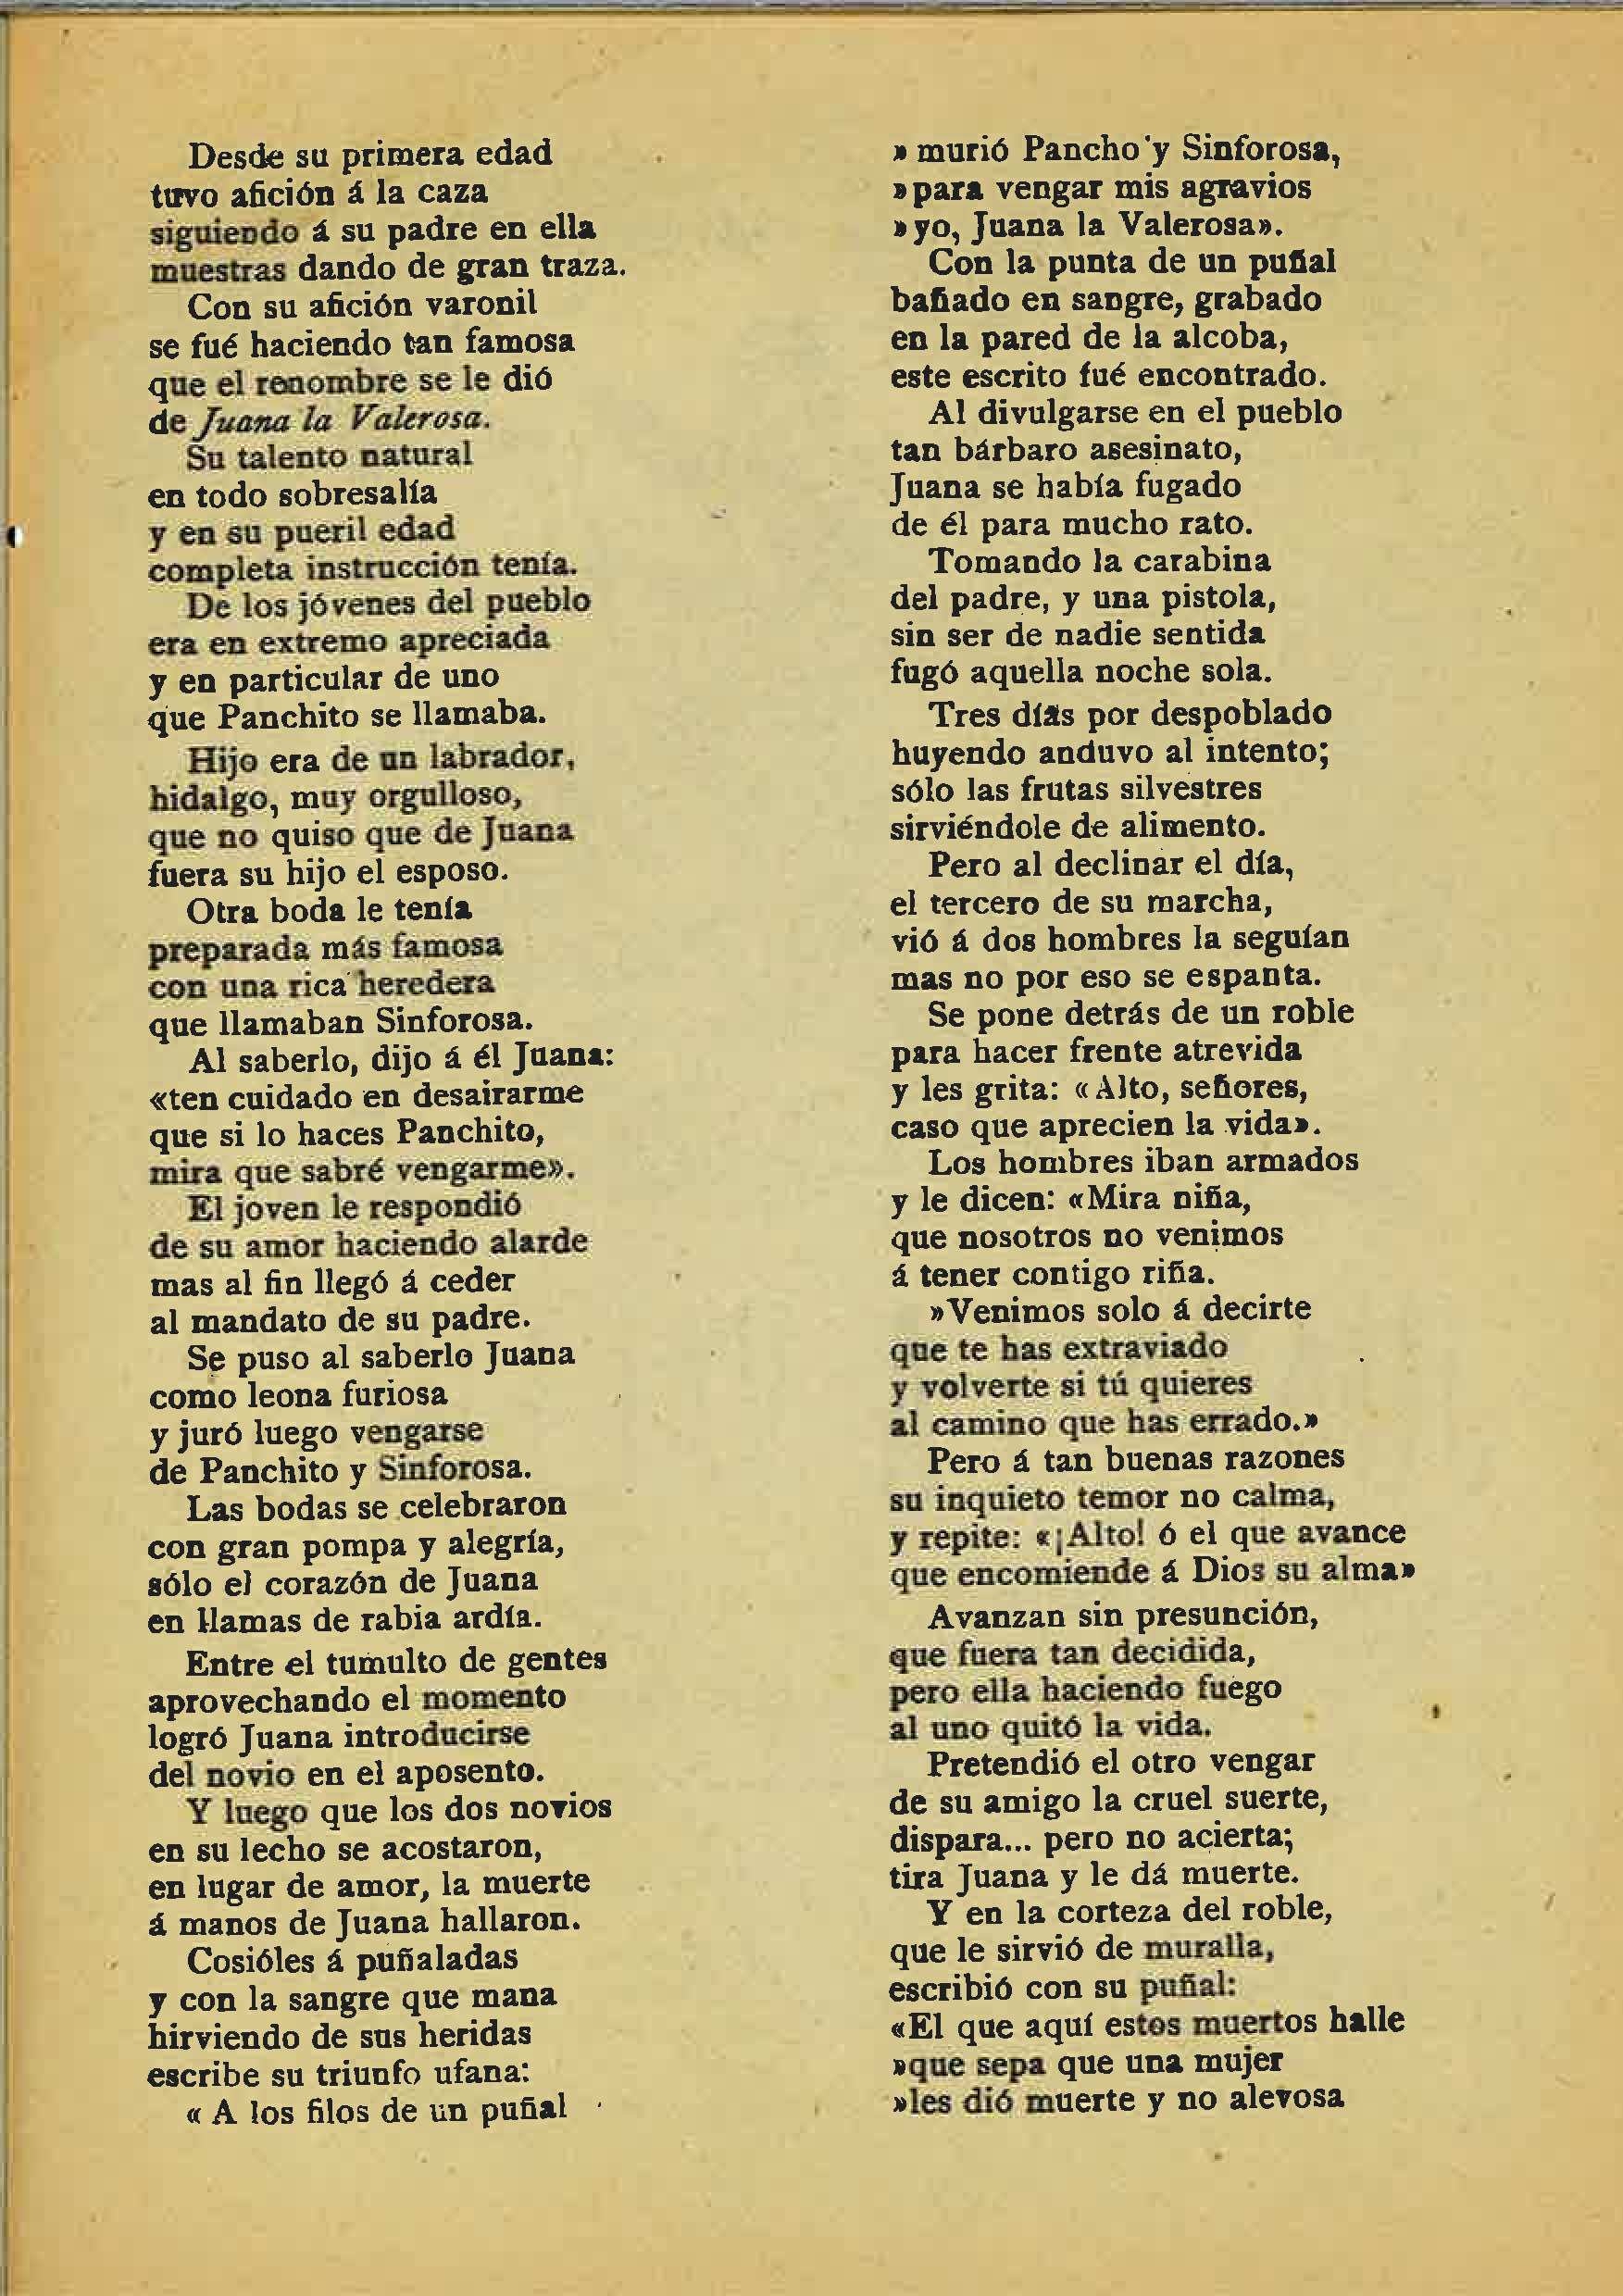 Desde su primera edad
tuvo afición á la caza
siguiendo á su padre en ella
muestras dando de gran traza.
Con su afición varonil
se fué haciendo tan famosa
que el renombre se le dió
de Juana la Valerosa.
Su talento natural
en todo sobresalía
y en su pueril edad
completa instrucción tenía.
De los jóvenes del pueblo
era en extremo apreciada
y en particular de uno
que Panchito se llamaba.
Hijo era de un labrador,
hidalgo, muy orgulloso,
que no quiso que de Juana
fuera su hijo el esposo.
Otra boda le tenía
preparada más famosa
con una rica heredera
que llamaban Sinforosa.
Al saberlo, dijo á él Juana:
«ten cuidado en desairarme
que si lo haces Panchito,
mira que sabré vengarme».
El joven le respondió
de su amor haciendo alarde
mas al fin llegó á ceder
al mandato de su padre.
Se puso al saberlo Juana
como leona furiosa
y juró luego vengarse
de Panchito y Sinforosa.
Las bodas se celebraron
con gran pompa y alegría,
sólo el corazón de Juana
en llamas de rabia ardía.
Entre el tumulto de gentes
aprovechando el momento
logró Juana introducirse
del novio en el aposento.
Y luego que los dos novios
en su lecho se acostaron,
en lugar de amor, la muerte
á manos de Juana hallaron.
Cosióles á puñaladas
y con la sangre que mana
hirviendo de sus heridas
escribe su triunfo ufana:
« A los filos de un puñal
» murió Pancho y Sinforosa,
»para vengar mis agravios
»yo, Juana la Valerosa».
Con la punta de un puñal
bañado en sangre, grabado
en la pared de la alcoba,
este escrito fué encontrado.
Al divulgarse en el pueblo
tan bárbaro asesinato,
Juana se había fugado
de él para mucho rato.
Tomando la carabina
del padre, y una pistola,
sin ser de nadie sentida
fugó aquella noche sola.
Tres días por despoblado
huyendo anduvo al intento;
sólo las frutas silvestres
sirviéndole de alimento.
Pero al declinar el día,
el tercero de su marcha,
vió á dos hombres la seguían
mas no por eso se espanta.
Se pone detrás de un roble
para hacer frente atrevida
y les grita: «Alto, señores,
caso que aprecien la vida».
Los hombres iban armados
y le dicen: «Mira niña,
que nosotros no venimos
á tener contigo riña.
»Venimos solo á decirte
que te has extraviado
y volverte si tú quieres
al camino que has errado.»
Pero á tan buenas razones
su inquieto temor no calma,
y repite: «¡Alto! ó el que avance
que encomiende á Dios su alma»
Avanzan sin presunción,
que fuera tan decidida,
pero ella haciendo fuego
al uno quitó la vida.
Pretendió el otro vengar
de su amigo la cruel suerte,
dispara... pero no acierta;
tira Juana y le dá muerte.
Y en la corteza del roble,
que le sirvió de muralla,
escribió con su puñal:
«El que aquí estos muertos halle
»que sepa que una mujer
»les dió muerte y no alevosa